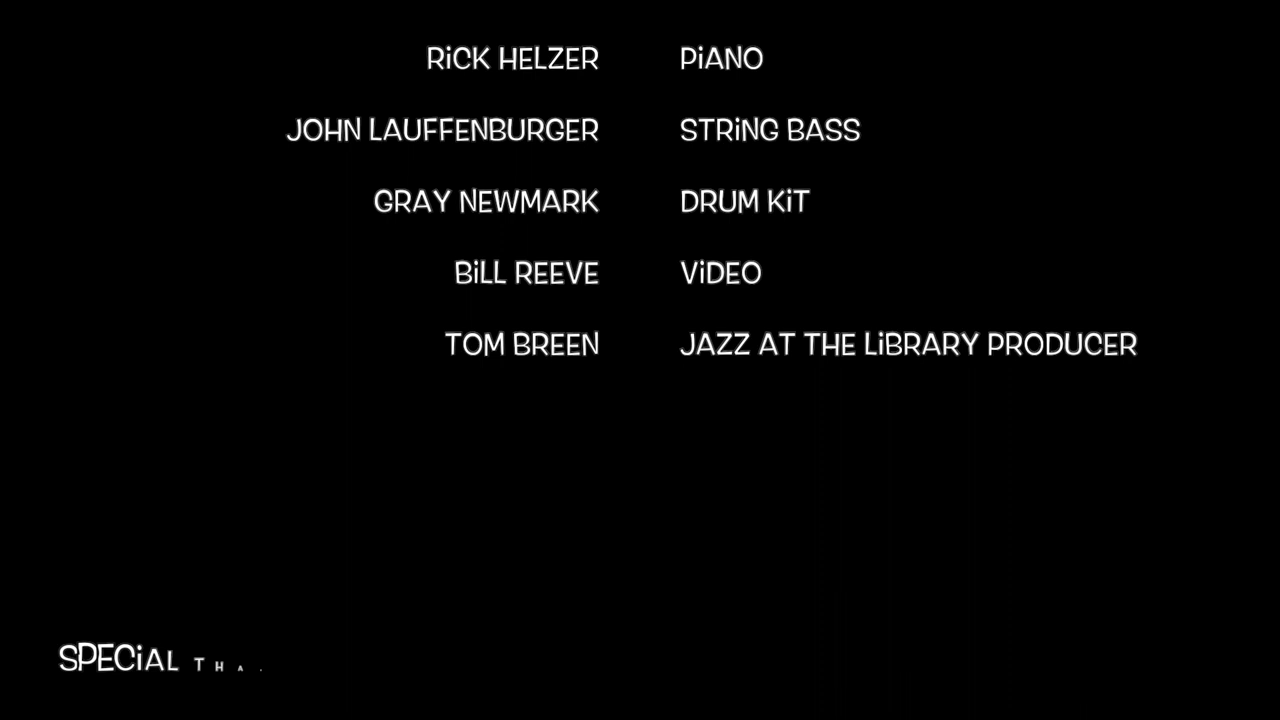 RiCK HELZER PiANO
JOHN LAUFFENBURGER STRiNG BASS
GRAY NEWMARK DRUM KiT
BiLL REEVE ViDEO
TOM BREEN JAZZ AT THE LiBRARY PRODUCER
SPECiAL THA